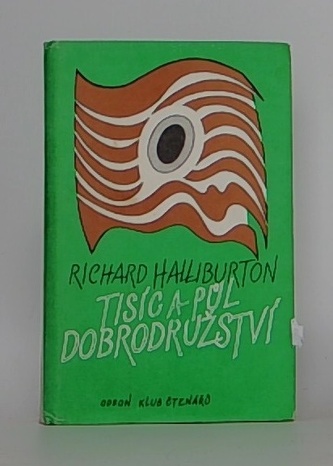 RICHARD HALLIBURTON
TISÍC A PŮL
DOBRODRUŽSTVÍ
ODEON KLUB ČTENÁŘŮ